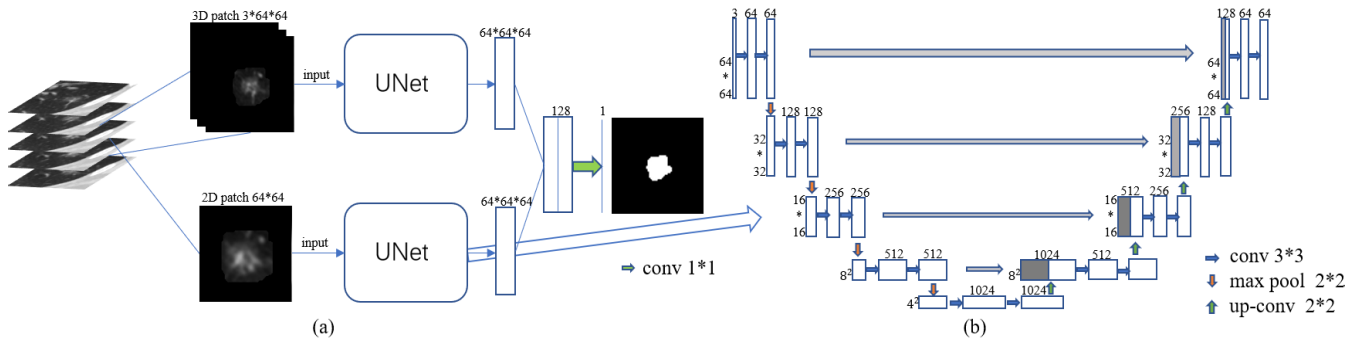 3D patch 3*64*64
64*64*64
input
UNet
128
1
2D patch 64*64
64*64*64
input
UNet
conv 1*1
(a)
3 64 64
64
*
64
128 64 64
64
*
64
128 128
32
*
32
256 128
32
*
32
256 256
16
*
16
512 256
16
*
16
512 512
8²
1024 512
8²
1024 1024
4²
conv 3*3
max pool 2*2
up-conv 2*2
(b)